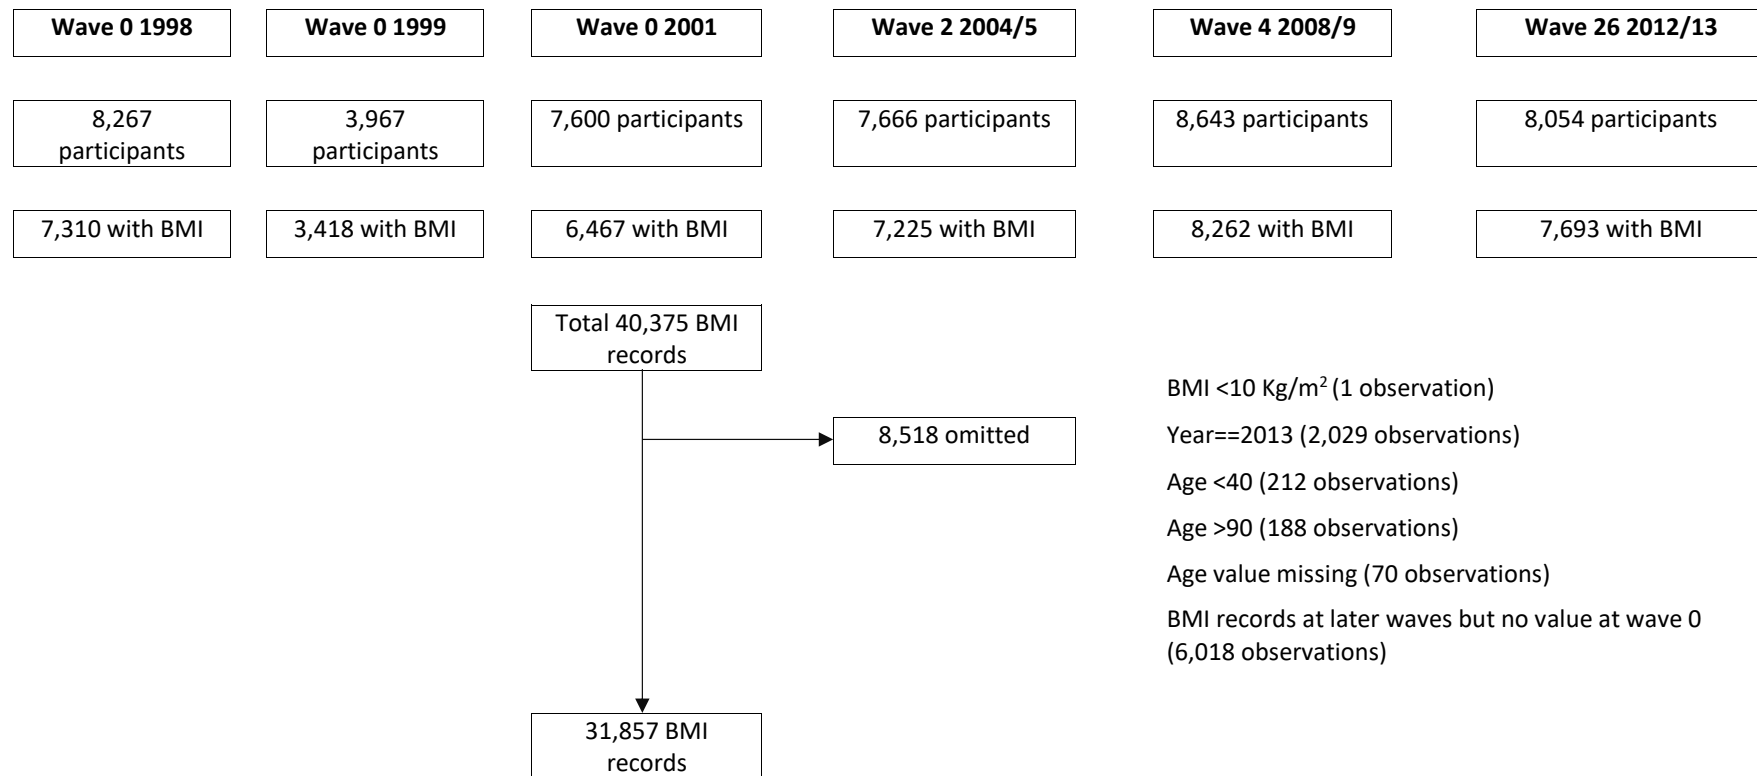 Wave 0 1998
Wave 0 1999
Wave 0 2001
Wave 2 2004/5
Wave 4 2008/9
Wave 26 2012/13
8,267
participants
3,967
participants
7,600 participants
7,666 participants
8,643 participants
8,054 participants
7,310 with BMI
3,418 with BMI
6,467 with BMI
7,225 with BMI
8,262 with BMI
7,693 with BMI
Total 40,375 BMI
records
8,518 omitted
BMI <10 Kg/m² (1 observation)
Year==2013 (2,029 observations)
Age <40 (212 observations)
Age >90 (188 observations)
Age value missing (70 observations)
BMI records at later waves but no value at wave 0
(6,018 observations)
31,857 BMI
records